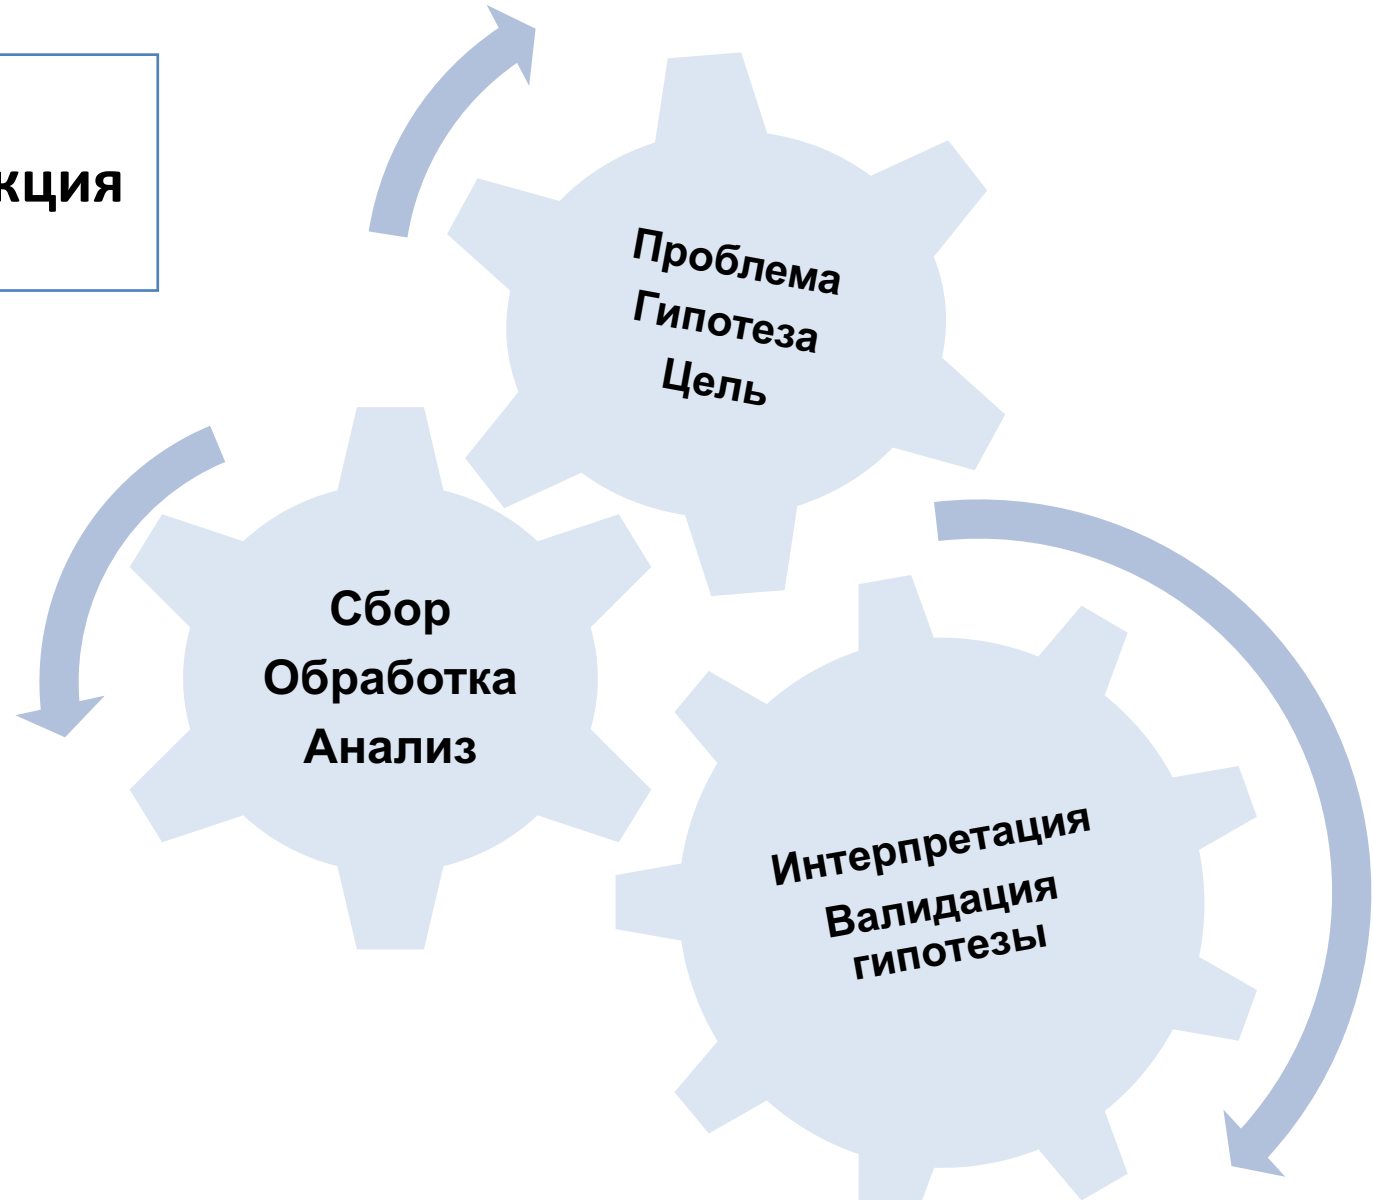 кция
Проблема
Гипотеза
Цель
Сбор
Обработка
Анализ
Интерпретация
Валидация
гипотезы